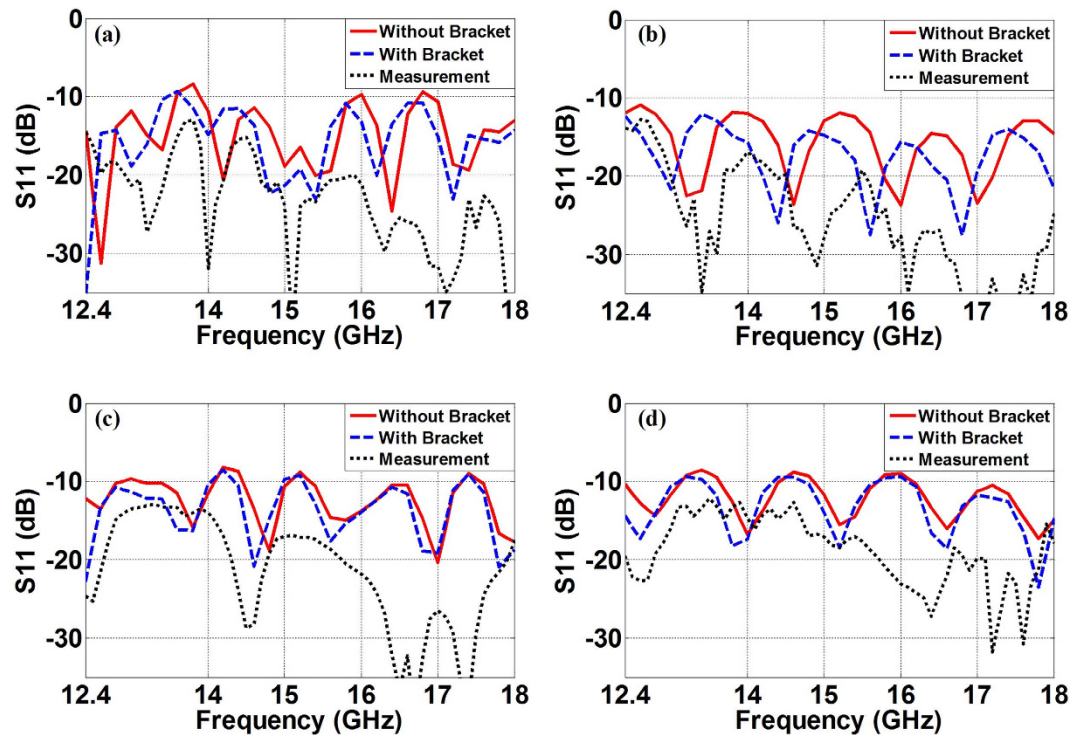 (a)
Without Bracket
With Bracket
Measurement
S11 (dB)
0
-10
-20
-30
12.4 14 15 16 17 18
Frequency (GHz)
(b)
Without Bracket
With Bracket
Measurement
S11 (dB)
0
-10
-20
-30
12.4 14 15 16 17 18
Frequency (GHz)
(c)
Without Bracket
With Bracket
Measurement
S11 (dB)
0
-10
-20
-30
12.4 14 15 16 17 18
Frequency (GHz)
(d)
Without Bracket
With Bracket
Measurement
S11 (dB)
0
-10
-20
-30
12.4 14 15 16 17 18
Frequency (GHz)